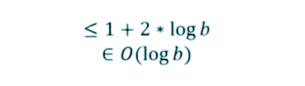 ≤ 1 + 2 * log b
∈ O(log b)